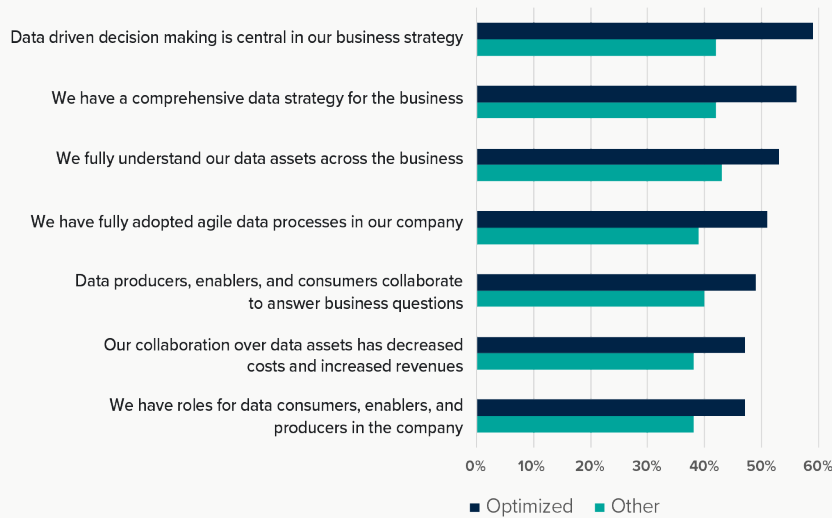 Data driven decision making is central in our business strategy
We have a comprehensive data strategy for the business
We fully understand our data assets across the business
We have fully adopted agile data processes in our company
Data producers, enablers, and consumers collaborate
to answer business questions
Our collaboration over data assets has decreased
costs and increased revenues
We have roles for data consumers, enablers, and
producers in the company
0% 10% 20% 30% 40% 50% 60%
Optimized Other